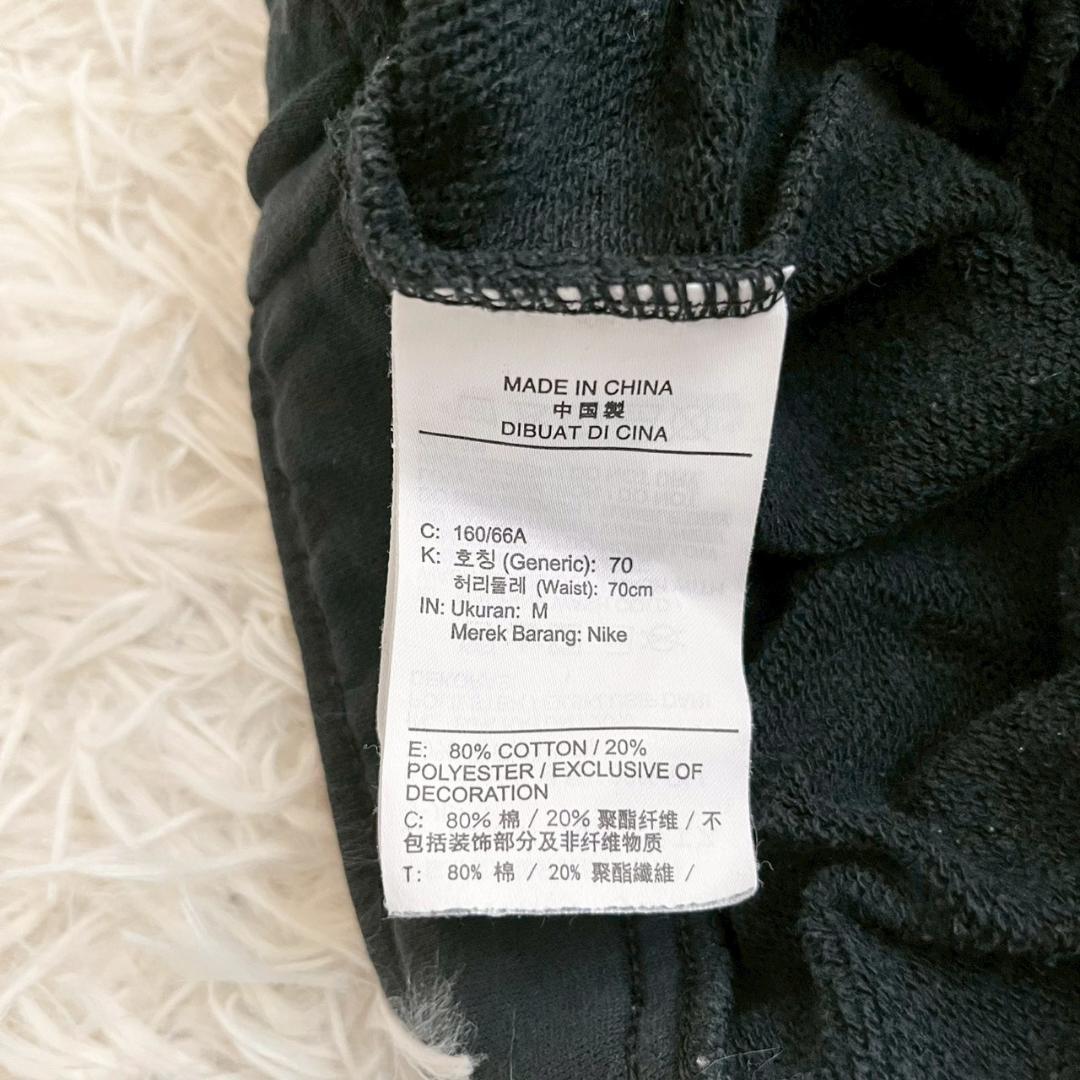 MADE IN CHINA
中国製
DIBUAT DI CINA
C: 160/66A
K: 호칭 (Generic): 70
허리둘레 (Waist): 70cm
IN: Ukuran: M
Merek Barang: Nike
E: 80% COTTON / 20%
POLYESTER / EXCLUSIVE OF
DECORATION
C: 80% 棉 / 20% 聚酯纤维 / 不
包括装饰部分及非纤维物质
T: 80% 棉 / 20% 聚酯纖維 /